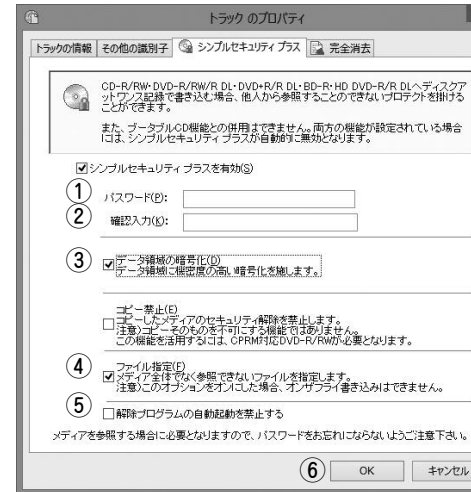 トラック のプロパティ
トラックの情報 その他の識別子 シンプルセキュリティ プラス 完全消去
CD-R/RW・DVD-R/RW/R DL・DVD+R/R DL・BD-R・HD DVD-R/R DLへディスクア
ットワンス記録で書き込む場合、他人から参照することのできないプロテクトを掛ける
ことができます。
また、ブータブルCD機能との併用はできません。両方の機能が設定されている場合
には、シンプルセキュリティ プラスが自動的に無効となります。
シンプルセキュリティ プラスを有効(S)
① パスワード(P):
② 確認入力(K):
③ データ領域の暗号化(D)
データ領域に機密度の高い暗号化を施します。
コピー禁止(E)
コピーしたメディアのセキュリティ解除を禁止します。
注意)コピーそのものを不可にする機能ではありません。
この機能を活用するには、CPRM対応DVD-R/RWが必要となります。
④ ファイル指定(F)
メディア全体でなく参照できないファイルを指定します。
注意)このオプションをオンにした場合、オンザフライ書き込みはできません。
⑤ 解除プログラムの自動起動を禁止する
メディアを参照する場合に必要となりますので、パスワードをお忘れにならないようご注意下さい。
⑥ OK キャンセル